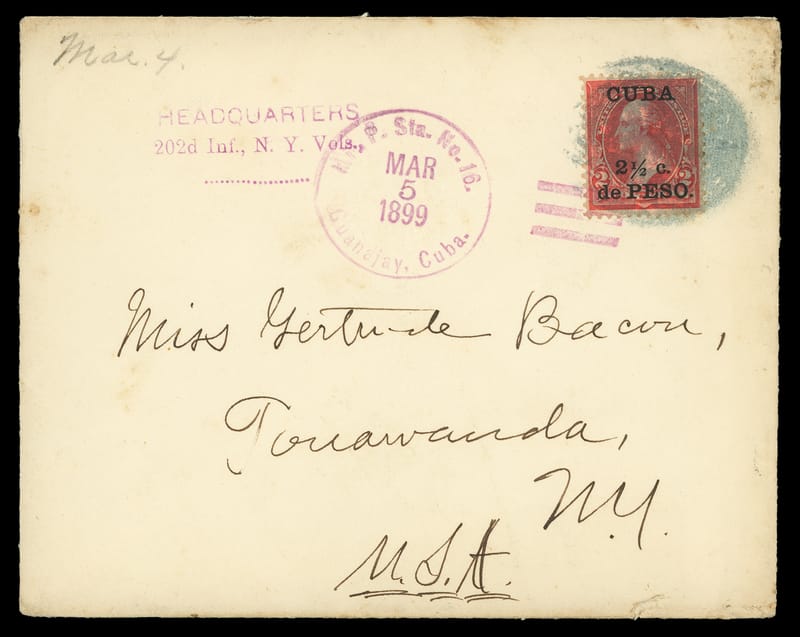 Mar. 4.
HEADQUARTERS
202d Inf., N. Y. Vols.,
P. Sta. No. 16.
MAR
5
1899
Guanajay, Cuba.
CUBA
2½ c.
de PESO.
Miss Gertrude Bacon,
Tonawanda,
N.Y.
U.S.A.